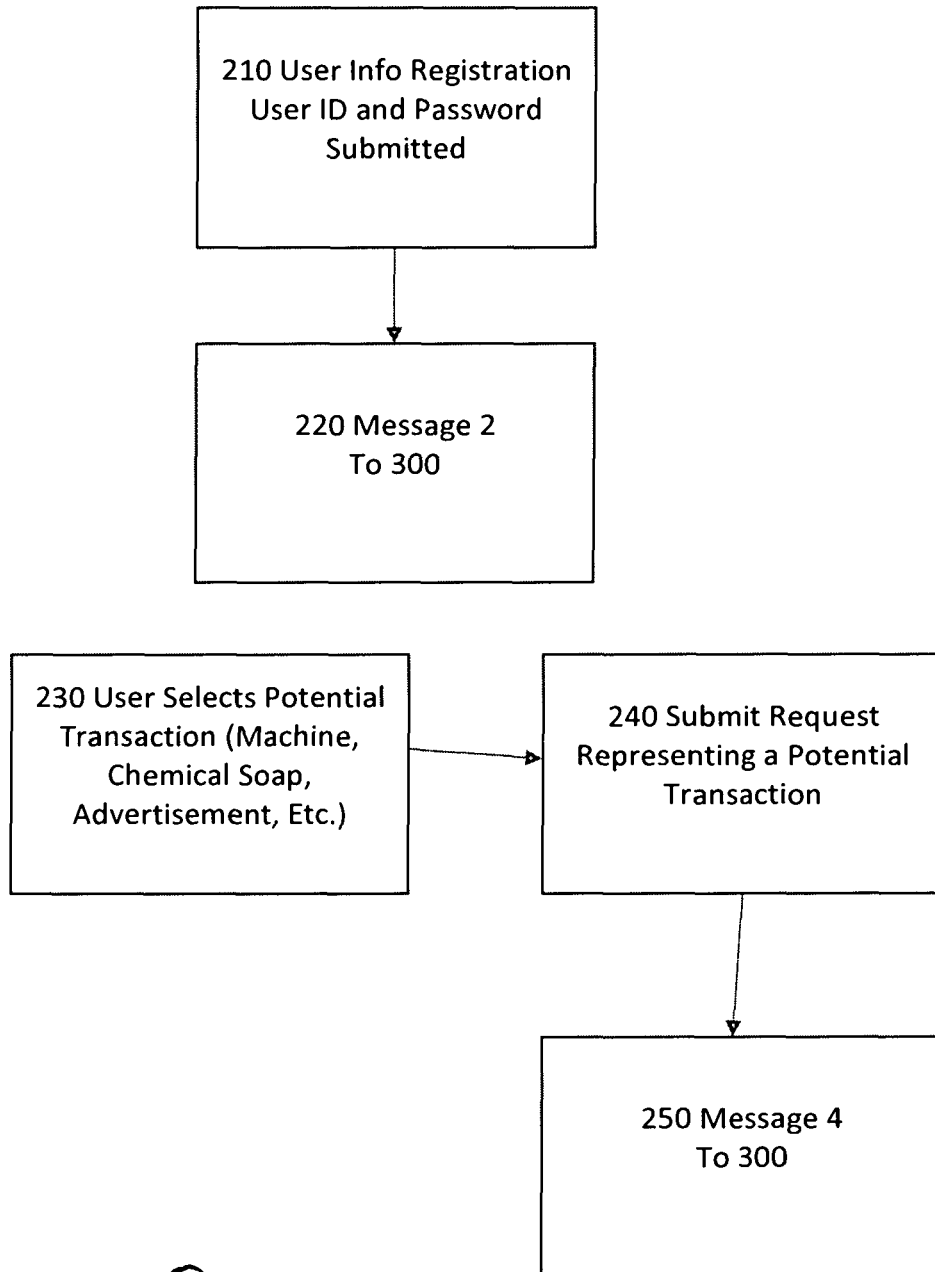 210 User Info Registration
User ID and Password
Submitted
220 Message 2
To 300
230 User Selects Potential
Transaction (Machine,
Chemical Soap,
Advertisement, Etc.)
240 Submit Request
Representing a Potential
Transaction
250 Message 4
To 300